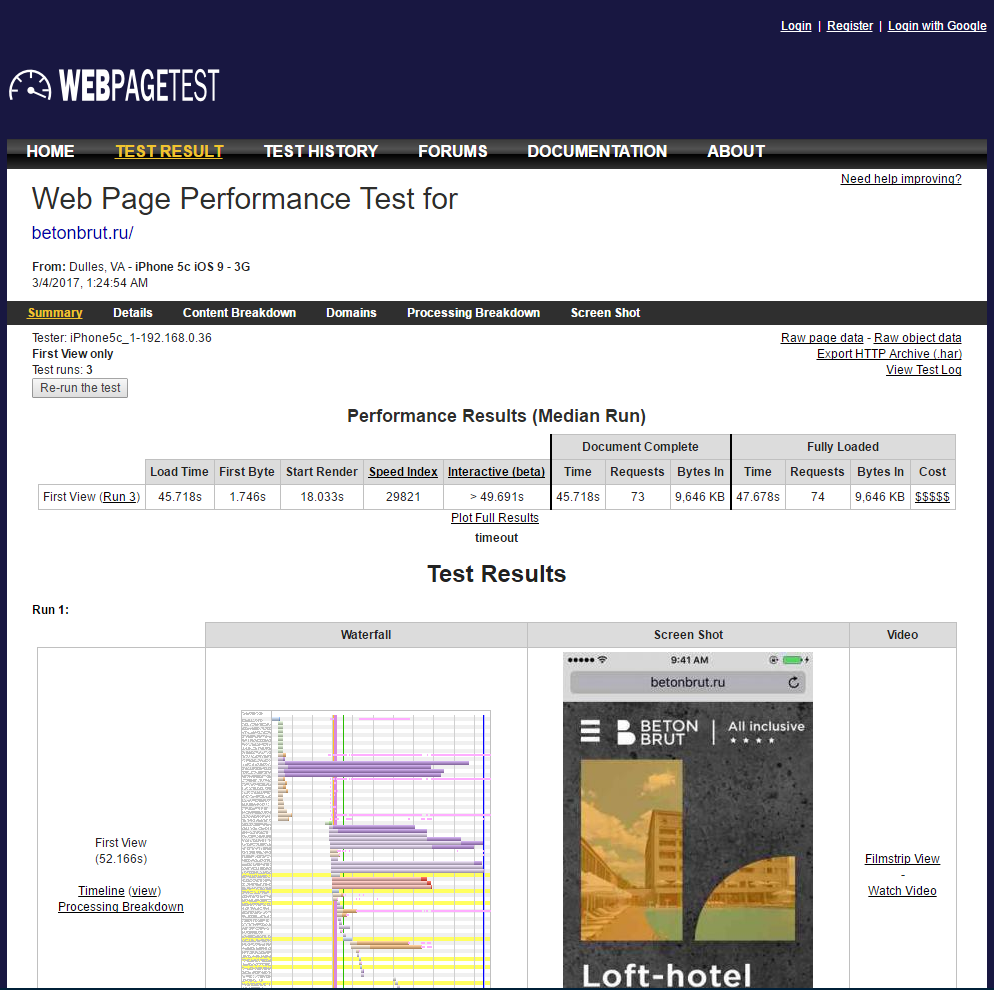 Login | Register | Login with Google
WEBPAGETEST
HOME TEST RESULT TEST HISTORY FORUMS DOCUMENTATION ABOUT
Need help improving?
Web Page Performance Test for
betonbrut.ru/
From: Dulles, VA - iPhone 5c iOS 9 - 3G
3/4/2017, 1:24:54 AM
Summary Details Content Breakdown Domains Processing Breakdown Screen Shot
Tester: iPhone5c_1-192.168.0.36
First View only
Test runs: 3
Re-run the test
Raw page data - Raw object data
Export HTTP Archive (.har)
View Test Log
Performance Results (Median Run)
Document Complete Fully Loaded
Load Time First Byte Start Render Speed Index Interactive (beta) Time Requests Bytes In Time Requests Bytes In Cost
First View (Run 3) 45.718s 1.746s 18.033s 29821 > 49.691s 45.718s 73 9,646 KB 47.678s 74 9,646 KB $$$$$
Plot Full Results
timeout
Test Results
Run 1:
Waterfall Screen Shot Video
First View
(52.166s)
Timeline (view)
Processing Breakdown
9:41 AM
betonbrut.ru
BETON
BRUT
All inclusive
Loft-hotel
Filmstrip View
-
Watch Video